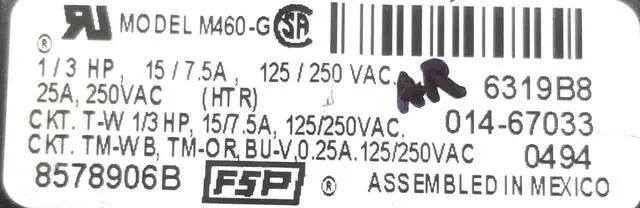 MODEL M460-G
1/3 HP, 15/7.5A, 125/250 VAC. 6319B8
25A, 250VAC (HTR)
CKT. T-W 1/3HP, 15/7.5A, 125/250VAC. 014-67033
CKT. TM-WB, TM-OR, BU-V, 0.25A. 125/250VAC 0494
8578906B FSP ® ASSEMBLED IN MEXICO